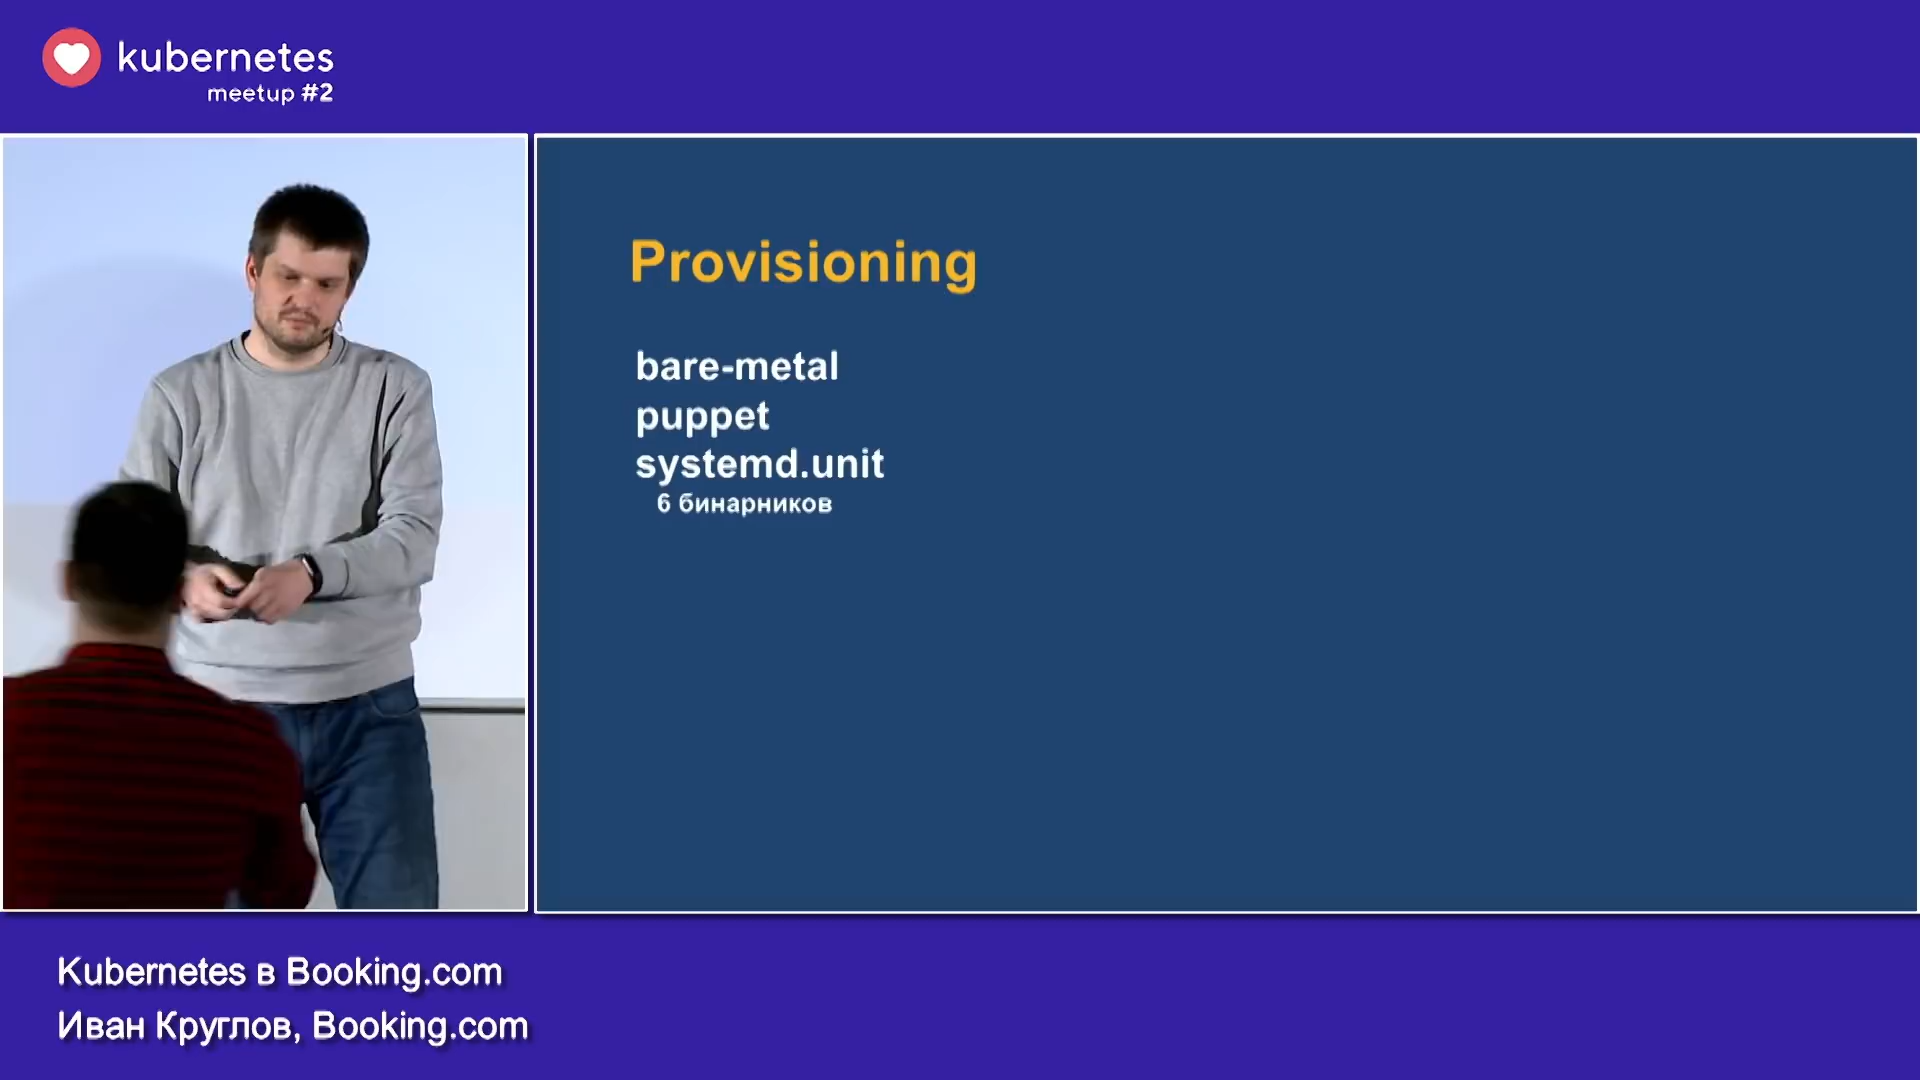 kubernetes
meetup #2
Provisioning
bare-metal
puppet
systemd.unit
6 бинарников
Kubernetes в Booking.com
Иван Круглов, Booking.com